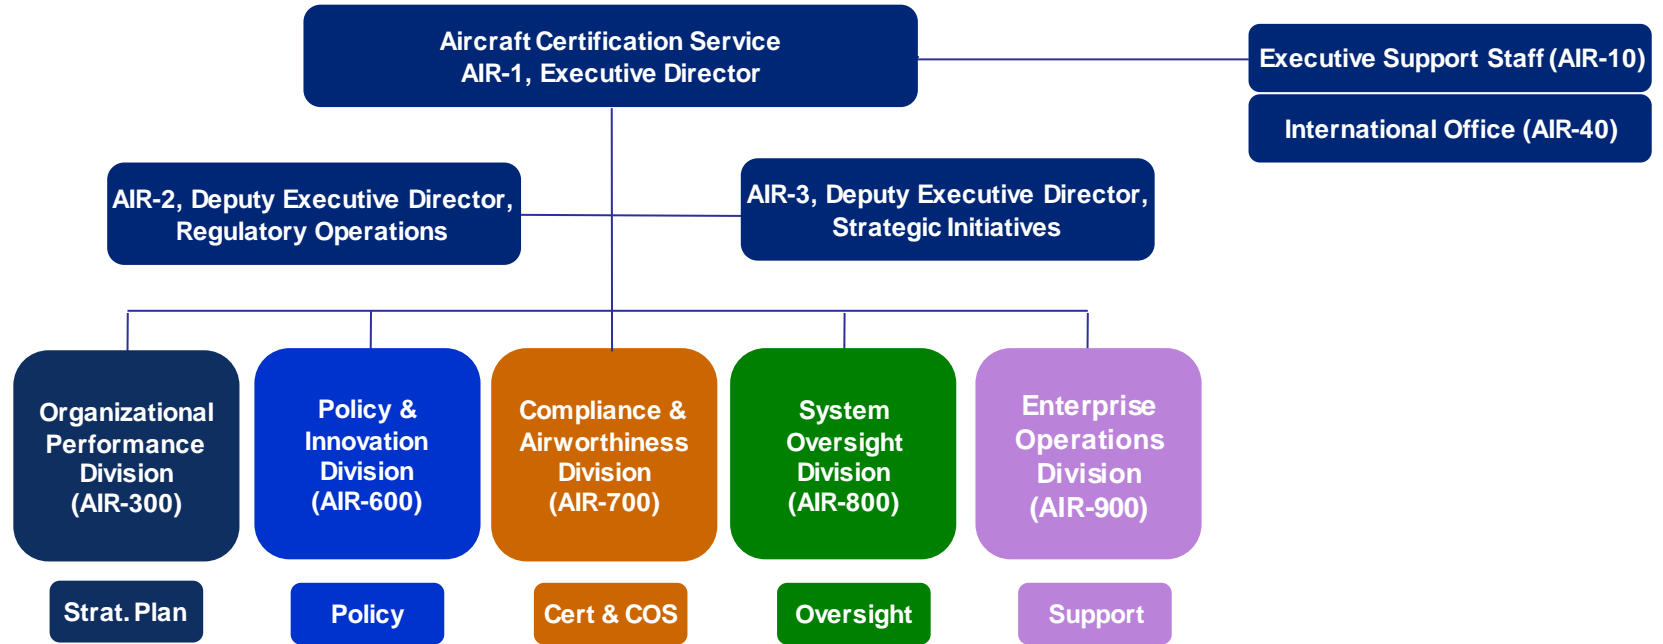 Aircraft Certification Service
AIR-1, Executive Director
Executive Support Staff (AIR-10)
International Office (AIR-40)
AIR-2, Deputy Executive Director,
Regulatory Operations
AIR-3, Deputy Executive Director,
Strategic Initiatives
Organizational
Performance
Division
(AIR-300)
Policy &
Innovation
Division
(AIR-600)
Compliance &
Airworthiness
Division
(AIR-700)
System
Oversight
Division
(AIR-800)
Enterprise
Operations
Division
(AIR-900)
Strat. Plan
Policy
Cert & COS
Oversight
Support